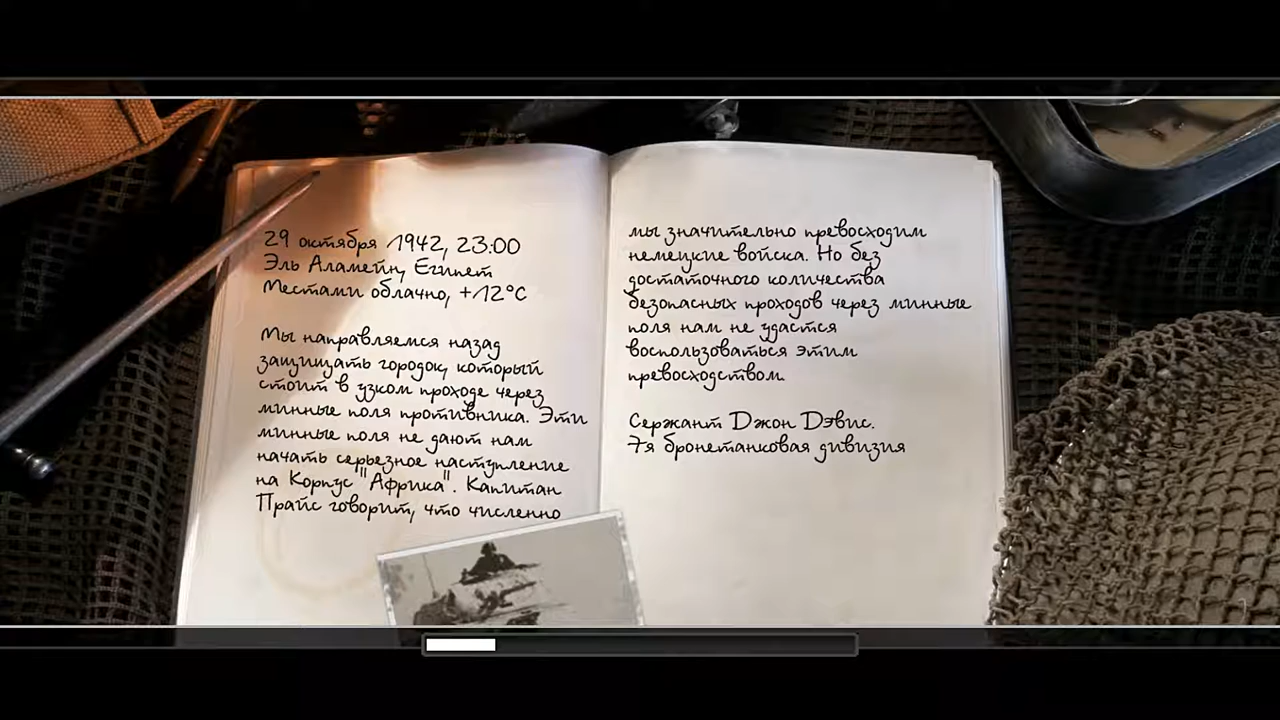 29 октября 1942, 23:00
Эль Аламейн, Египет
Местами облачно, +12°C
Мы направляемся назад
защищать городок, который
стоит в узком проходе через
минные поля противника. Эти
минные поля не дают нам
начать серьезное наступление
на Корпус "Африка". Капитан
Прайс говорит, что численно
мы значительно превосходим
немецкие войска. Но без
достаточного количества
безопасных проходов через минные
поля нам не удастся
воспользоваться этим
превосходством.
Сержант Джон Дэвис.
7я бронетанковая дивизия